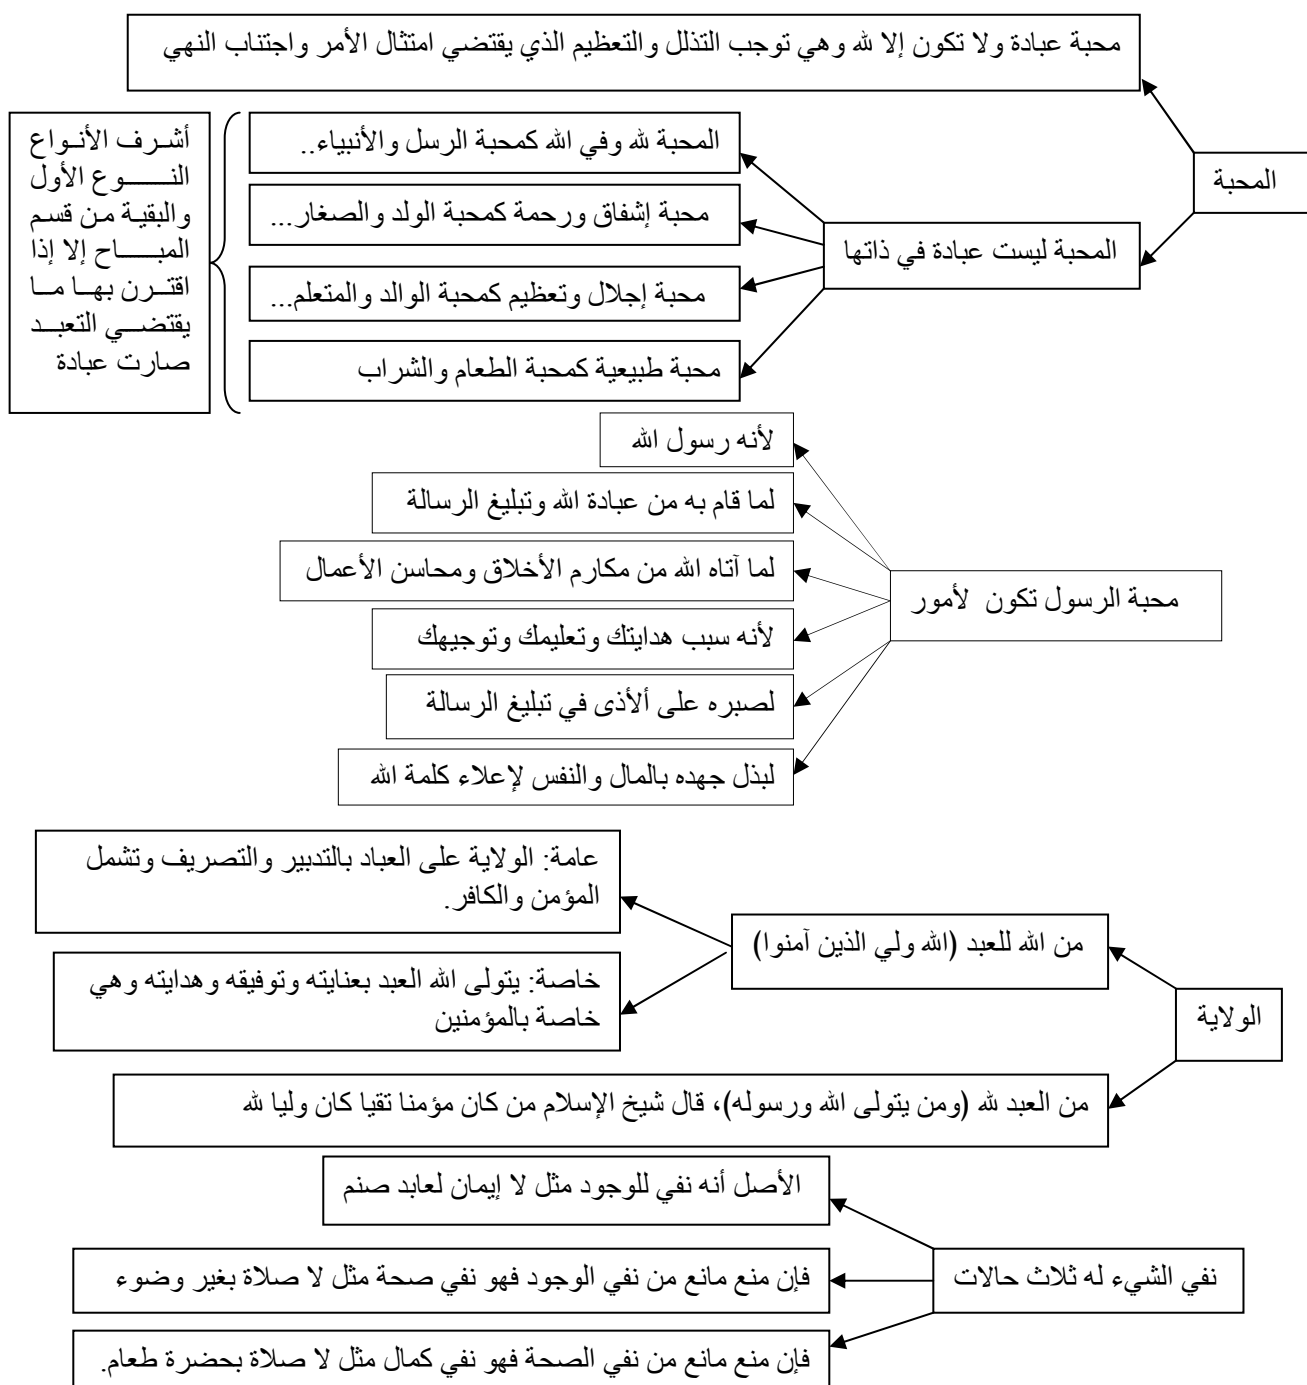 المحبة
محبة عبادة ولا تكون إلا لله وهي توجب التذلل والتعظيم الذي يقتضي امتثال الأمر واجتناب النهي
المحبة ليست عبادة في ذاتها
المحبة لله وفي الله كمحبة الرسل والأنبياء..
محبة إشفاق ورحمة كمحبة الولد والصغار...
محبة إجلال وتعظيم كمحبة الوالد والمتعلم...
محبة طبيعية كمحبة الطعام والشراب
أشرف الأنواع
النوع الأول
والبقية من قسم
المباح إلا إذا
اقترن بها ما
يقتضي التعبد
صارت عبادة
محبة الرسول تكون لأمور
لأنه رسول الله
لما قام به من عبادة الله وتبليغ الرسالة
لما آتاه الله من مكارم الأخلاق ومحاسن الأعمال
لأنه سبب هدايتك وتعليمك وتوجيهك
لصبره على ألأذى في تبليغ الرسالة
لبذل جهده بالمال والنفس لإعلاء كلمة الله
الولاية
من الله للعبد (الله ولي الذين آمنوا)
عامة: الولاية على العباد بالتدبير والتصريف وتشمل
المؤمن والكافر.
خاصة: يتولى الله العبد بعنايته وتوفيقه وهدايته وهي
خاصة بالمؤمنين
من العبد لله (ومن يتولى الله ورسوله)، قال شيخ الإسلام من كان مؤمنا تقيا كان وليا لله
نفي الشيء له ثلاث حالات
الأصل أنه نفي للوجود مثل لا إيمان لعابد صنم
فإن منع مانع من نفي الوجود فهو نفي صحة مثل لا صلاة بغير وضوء
فإن منع مانع من نفي الصحة فهو نفي كمال مثل لا صلاة بحضرة طعام.